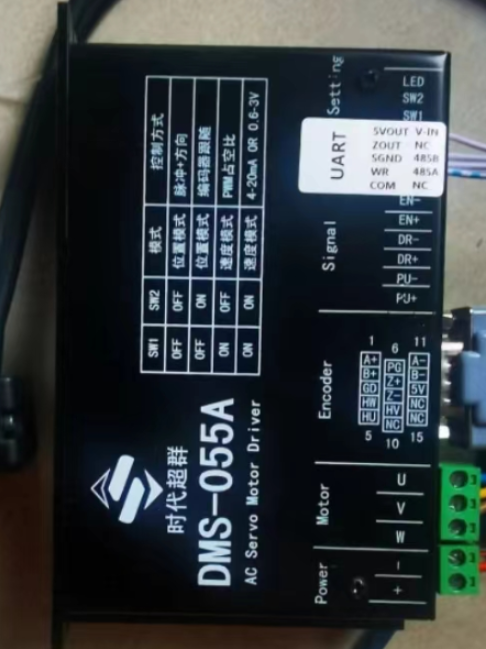 时代超群
DMS-055A
AC Servo Motor Driver
SW1 SW2 模式 控制方式
OFF OFF 位置模式 脉冲+方向
OFF ON 位置模式 编码器跟随
ON OFF 速度模式 PWM占空比
ON ON 速度模式 4-20mA OR 0.6-3V
Power
- +
Motor
U
V
W
Encoder
1 6 11
A+ PG A-
B+ Z+ B-
GD Z- 5V
HW HV NC
HU NC NC
5 10 15
Signal
EN-
EN+
DR-
DR+
PU-
PU+
UART
5VOUT V-IN
ZOUT NC
SGND 485B
WR 485A
COM NC
Setting
LED
SW2
SW1